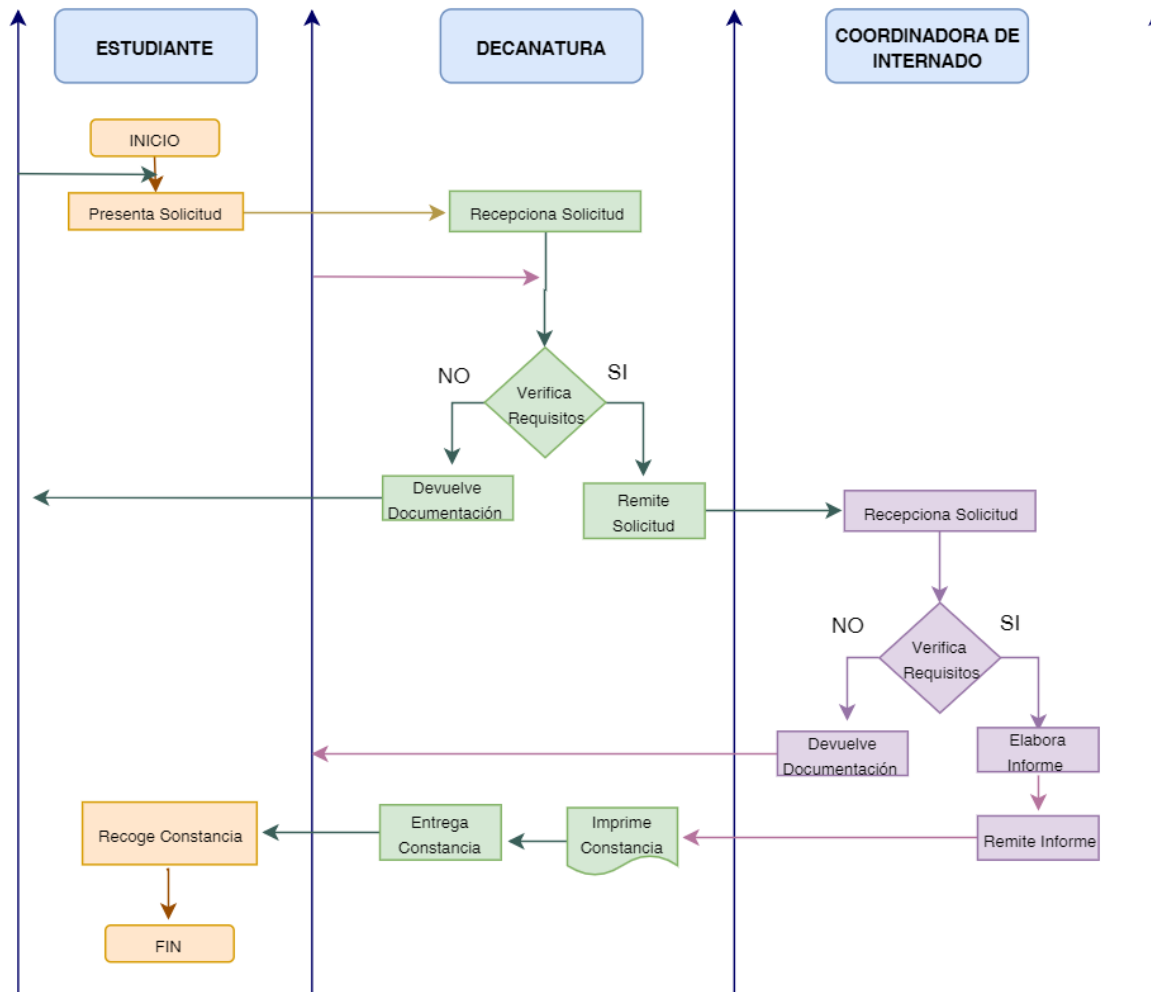 ESTUDIANTE
DECANATURA
COORDINADORA DE
INTERNADO
INICIO
Presenta Solicitud
Recepciona Solicitud
NO
SI
Verifica
Requisitos
Devuelve
Documentación
Remite
Solicitud
Recepciona Solicitud
NO
SI
Verifica
Requisitos
Devuelve
Documentación
Elabora
Informe
Recoge Constancia
Entrega
Constancia
Imprime
Constancia
Remite Informe
FIN